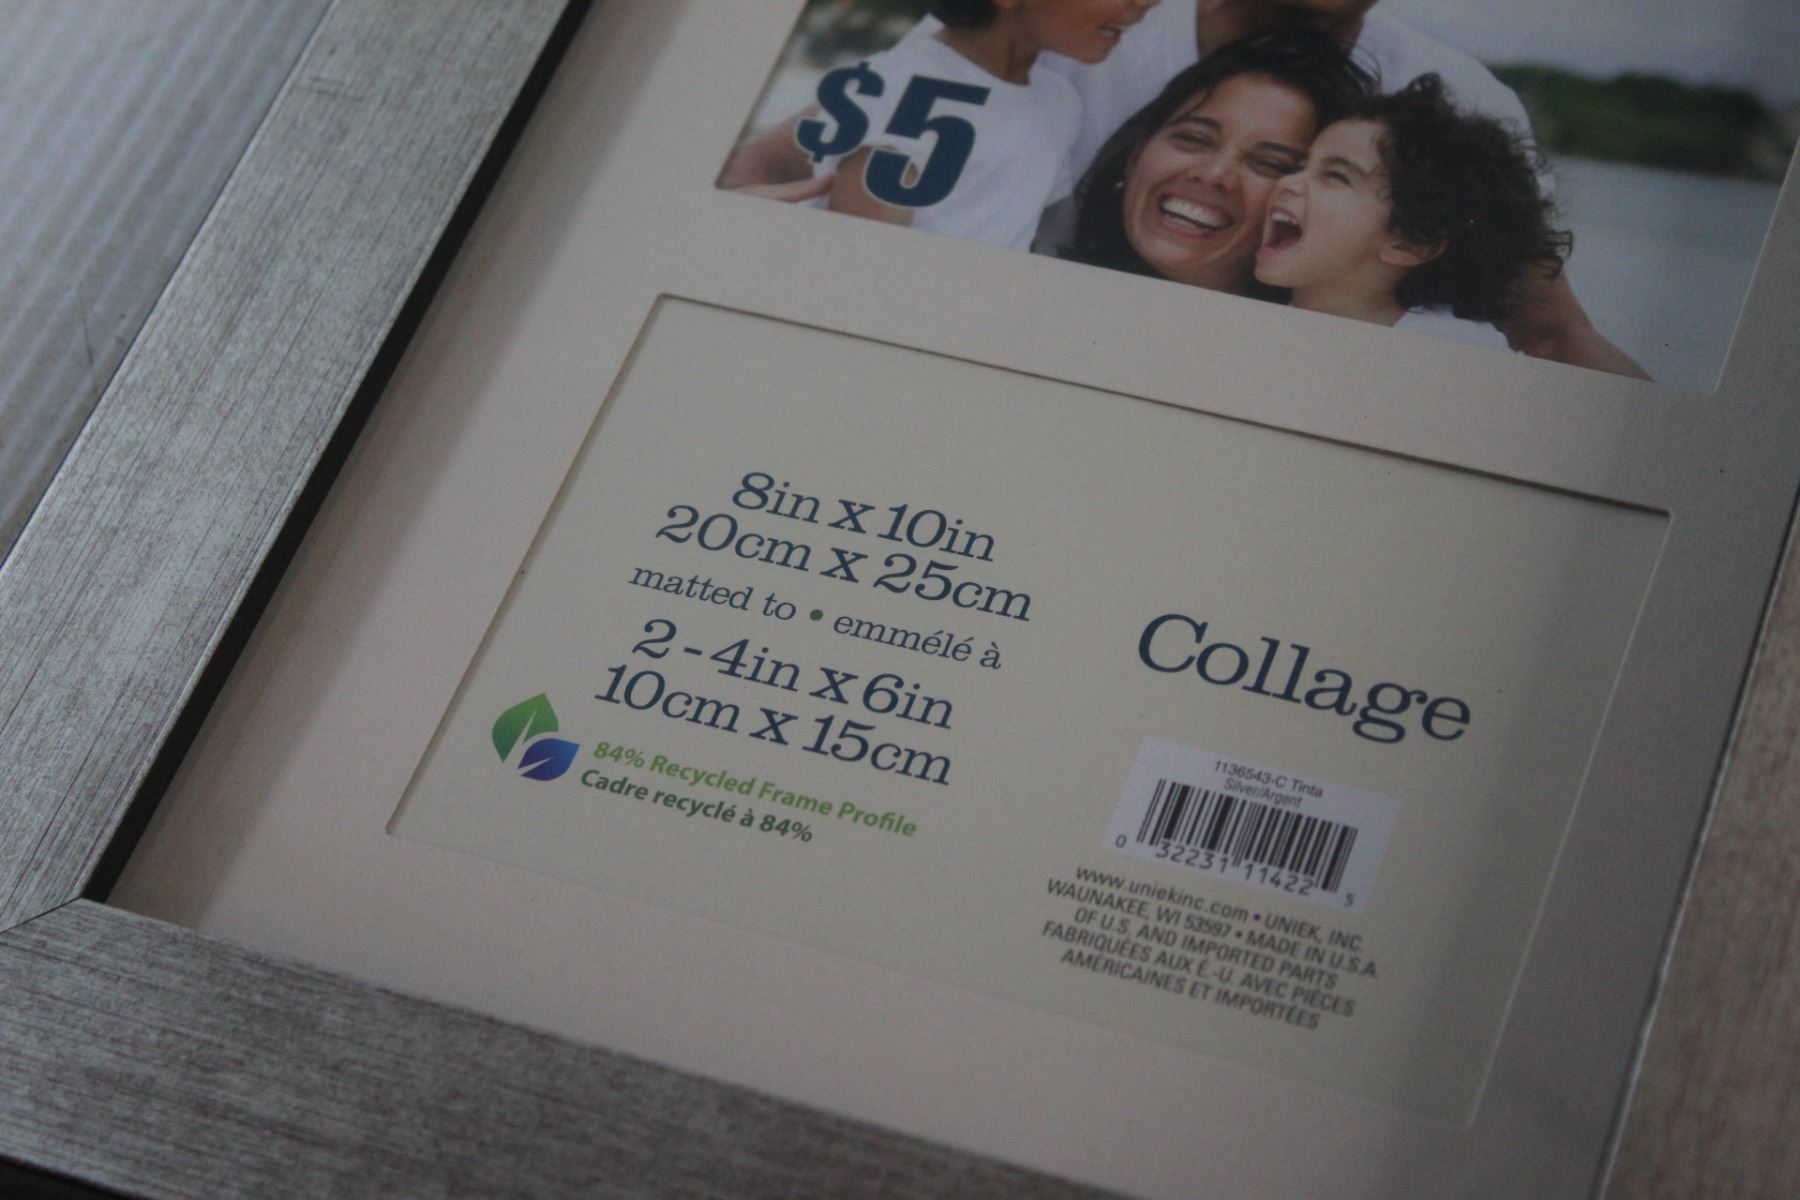 $5
8in x 10in
20cm x 25cm
matted to • emmélé à
2 - 4in x 6in
10cm x 15cm
84% Recycled Frame Profile
Cadre recyclé à 84%
Collage
1136543-C Tinta
Silver/Argent
0 32231 11422 5
www.uniekinc.com • UNIEK, INC.
WAUNAKEE, WI 53597 • MADE IN U.S.A.
OF U.S. AND IMPORTED PARTS
FABRIQUÉES AUX É.-U. AVEC PIÈCES
AMÉRICAINES ET IMPORTÉES